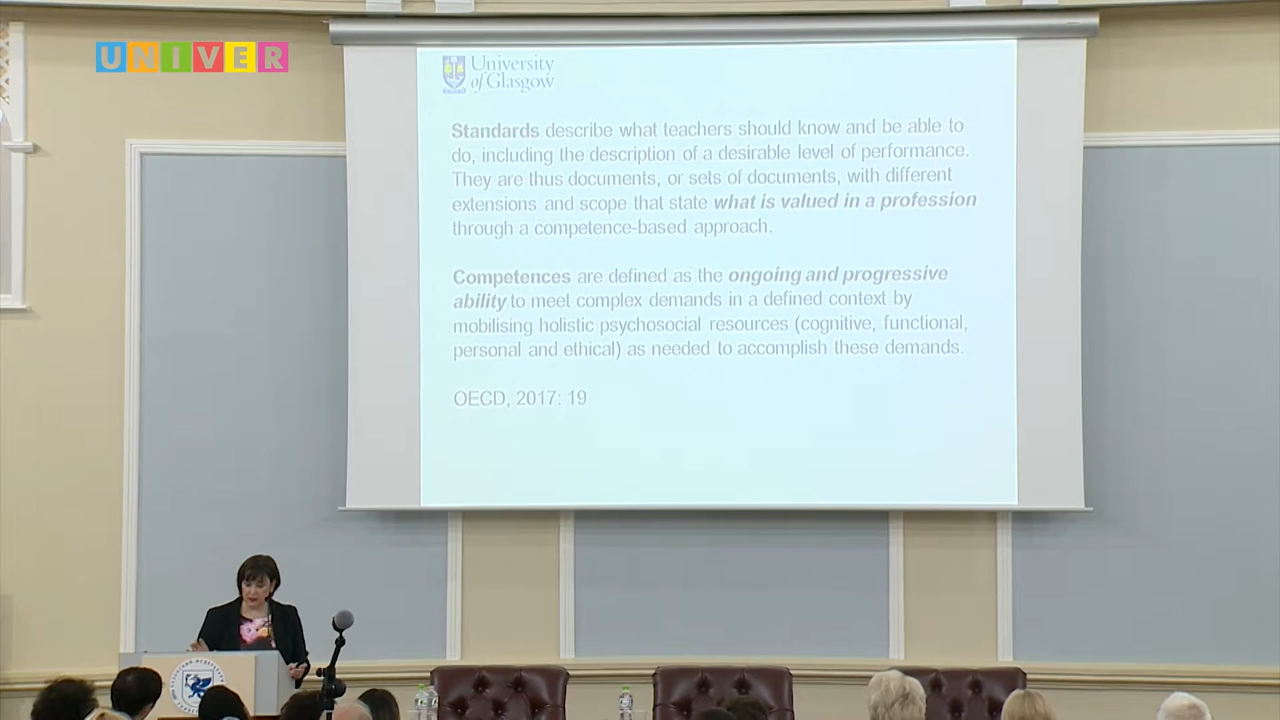 UNIVER
University
of Glasgow
Standards describe what teachers should know and be able to
do, including the description of a desirable level of performance.
They are thus documents, or sets of documents, with different
extensions and scope that state what is valued in a profession
through a competence-based approach.
Competences are defined as the ongoing and progressive
ability to meet complex demands in a defined context by
mobilising holistic psychosocial resources (cognitive, functional,
personal and ethical) as needed to accomplish these demands.
OECD, 2017: 19